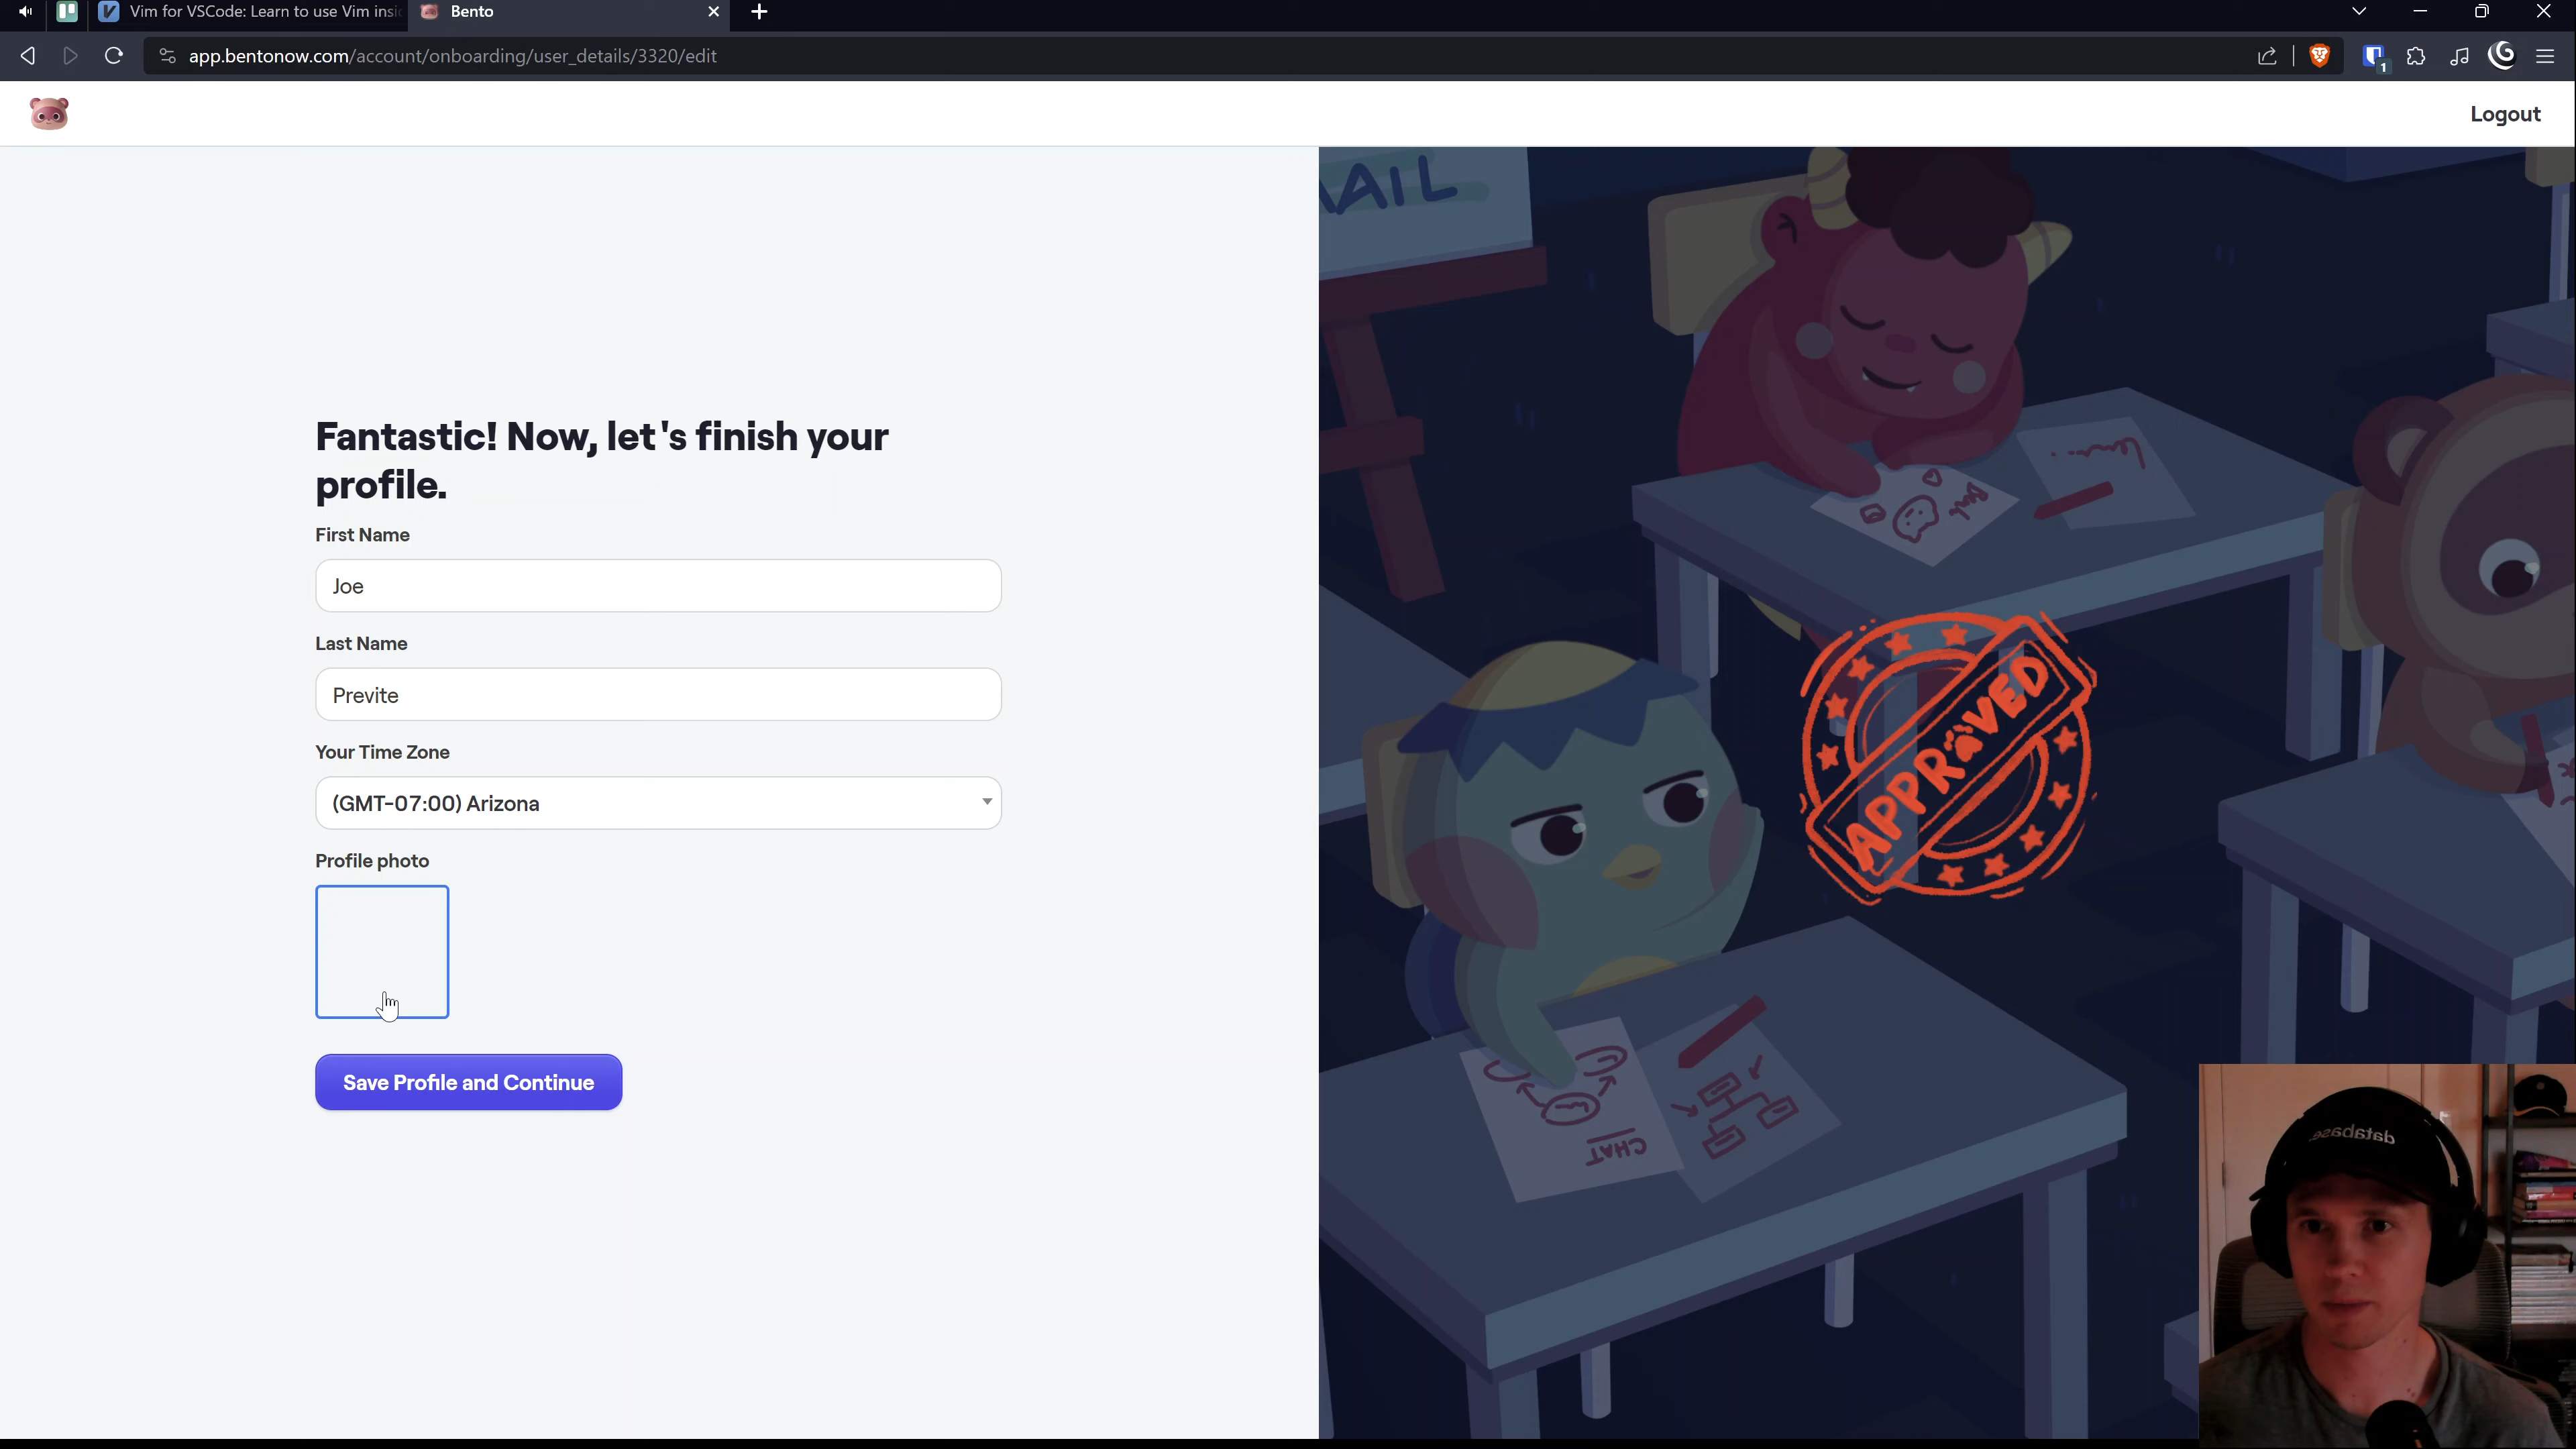 Vim for VSCode: Learn to use Vim insi
Bento
app.bentonow.com/account/onboarding/user_details/3320/edit
1
Logout
AIL
Fantastic! Now, let's finish your
profile.
First Name
Joe
Last Name
Previte
Your Time Zone
(GMT-07:00) Arizona
Profile photo
Save Profile and Continue
APPROVED
CHAT
database.